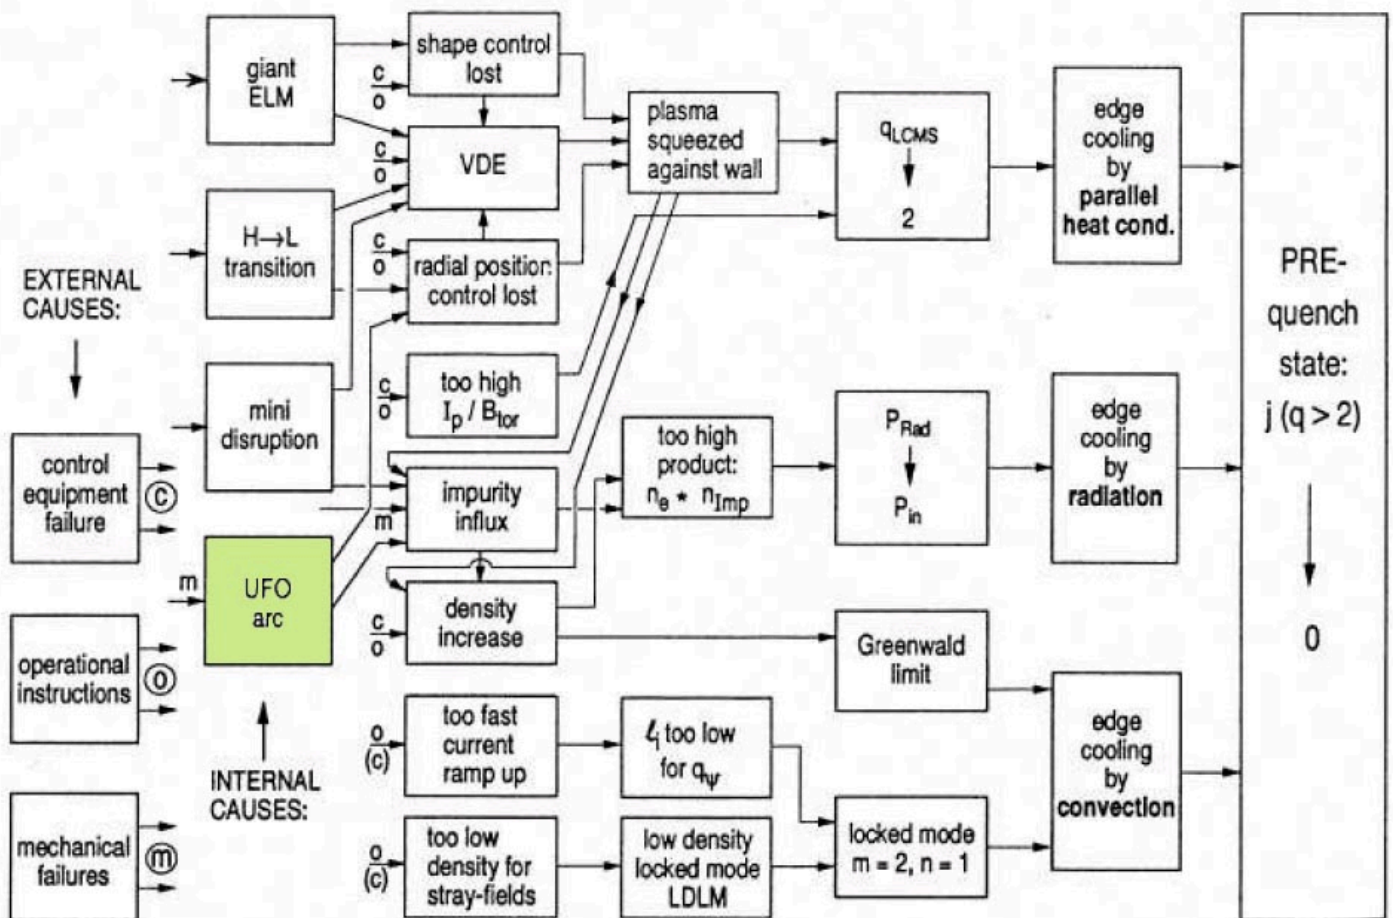 EXTERNAL
CAUSES:
control
equipment
failure
c
operational
instructions
o
mechanical
failures
m
giant
ELM
H→L
transition
mini
disruption
m
UFO
arc
INTERNAL
CAUSES:
c
o
shape control
lost
c
o
VDE
c
o
radial position
control lost
c
o
too high
Ip / Btor
m
impurity
influx
c
o
density
increase
o
(c)
too fast
current
ramp up
o
(c)
too low
density for
stray-fields
plasma
squeezed
against wall
too high
product:
ne * nImp
ℓi too low
for qψ
low density
locked mode
LDLM
qLCMS
↓
2
PRad
↓
Pin
Greenwald
limit
locked mode
m = 2, n = 1
edge
cooling
by
parallel
heat cond.
edge
cooling
by
radiation
edge
cooling
by
convection
PRE-
quench
state:
j (q > 2)
↓
0